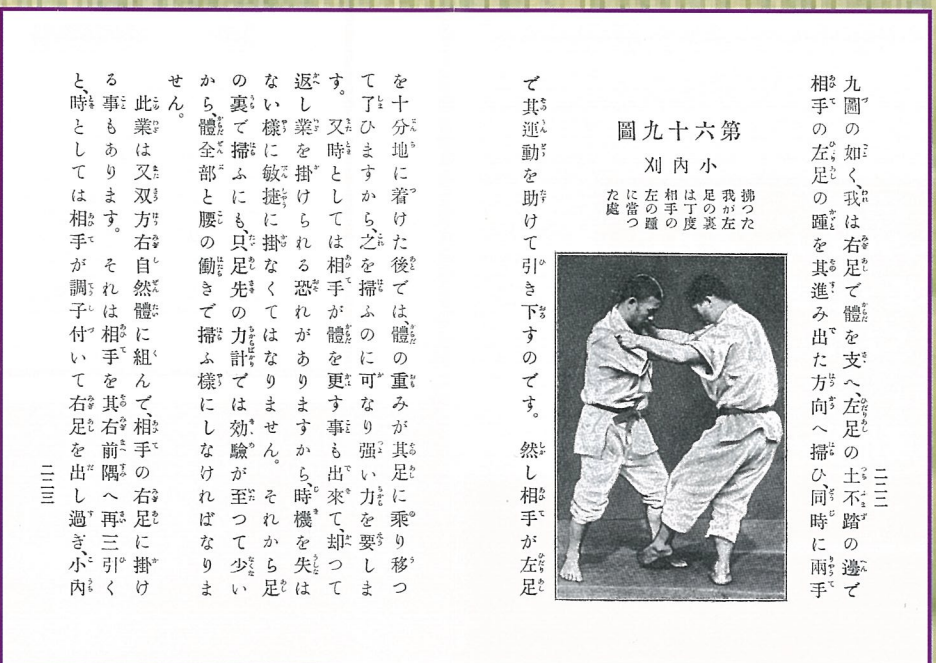 二二二
九圖の如く、我は右足で體を支へ、左足の土不踏の邊で
相手の左足の踵を其進み出た方向へ掃ひ、同時に兩手
第六十九圖
小內刈
拂つた
我が左
足の裏
は丁度
相手の
左の踵
に當つ
た處
で其運動を助けて引き下すのです。然し相手が左足
を十分地に着けた後では、體の重みが其足に乘り移つ
て了ひますから、之を掃ふのに可なり强い力を要しま
す。又時としては相手が體を更す事も出來て、却つて
返し業を掛けられる恐れがありますから、時機を失は
ない樣に敏捷に掛なくてはなりません。それから足
の裏で掃ふにも、只足先の力計では効驗が至つて少い
から、體全部と腰の働きで掃ふ樣にしなければなりま
せん。
此業は又双方右自然體に組んで、相手の右足に掛け
る事もあります。それは相手を其右前隅へ再三引く
と、時としては相手が調子付いて右足を出し過ぎ、小內
二二三